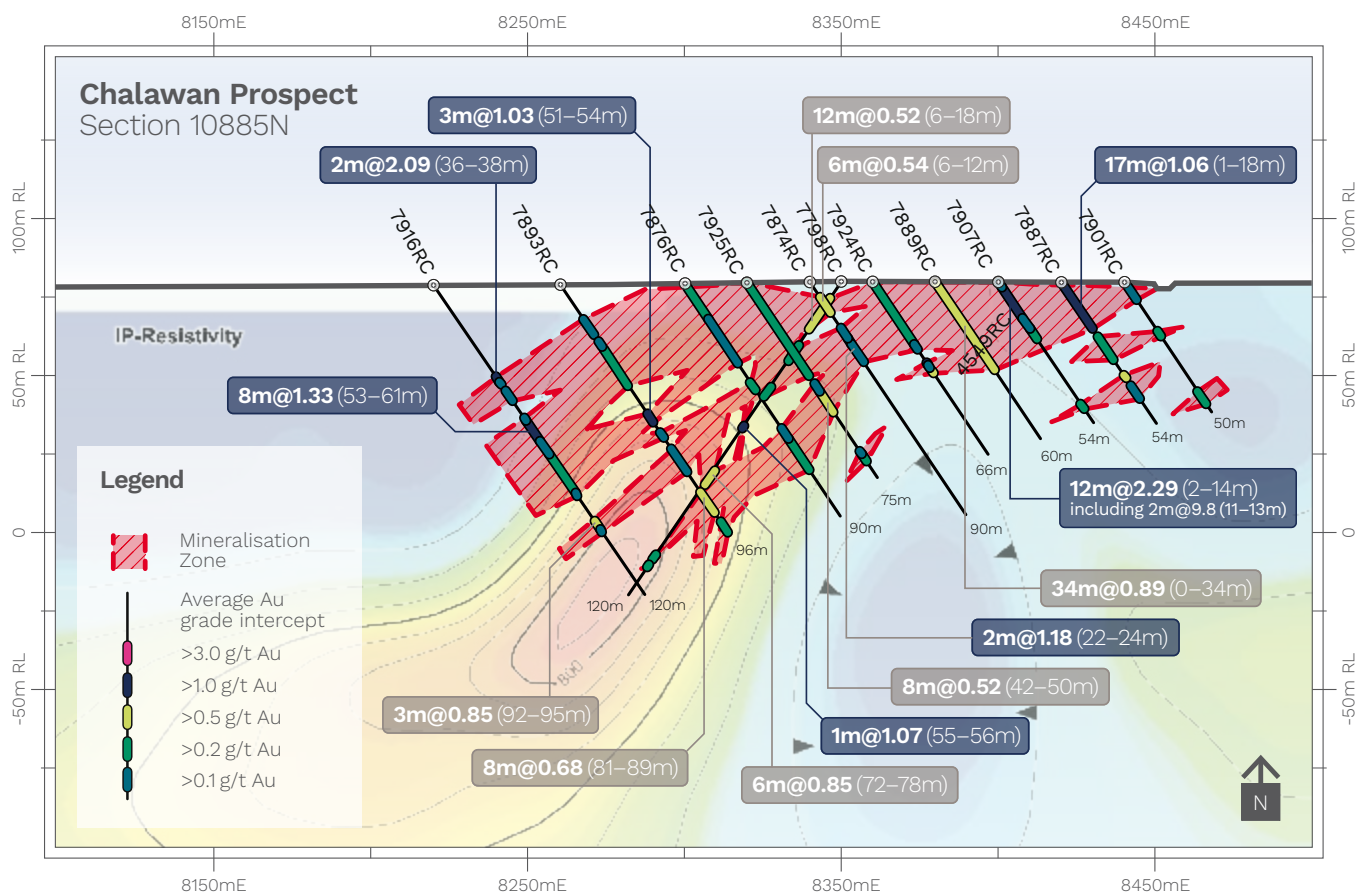 8150mE
8250mE
8350mE
8450mE
Chalawan Prospect
Section 10885N
3m@1.03 (51–54m)
12m@0.52 (6–18m)
2m@2.09 (36–38m)
6m@0.54 (6–12m)
17m@1.06 (1–18m)
100m RL
100m RL
7916RC
7893RC
7876RC
7925RC
7874RC
7798RC
7924RC
7889RC
7907RC
7887RC
7901RC
IP-Resistivity
4549RC
50m RL
50m RL
8m@1.33 (53–61m)
50m
54m
54m
60m
66m
75m
90m
90m
96m
120m
120m
12m@2.29 (2–14m)
including 2m@9.8 (11–13m)
0
0
Legend
Mineralisation
Zone
Average Au
grade intercept
>3.0 g/t Au
>1.0 g/t Au
>0.5 g/t Au
>0.2 g/t Au
>0.1 g/t Au
34m@0.89 (0–34m)
2m@1.18 (22–24m)
800
8m@0.52 (42–50m)
-50m RL
-50m RL
3m@0.85 (92–95m)
1m@1.07 (55–56m)
8m@0.68 (81–89m)
6m@0.85 (72–78m)
N
8150mE
8250mE
8350mE
8450mE